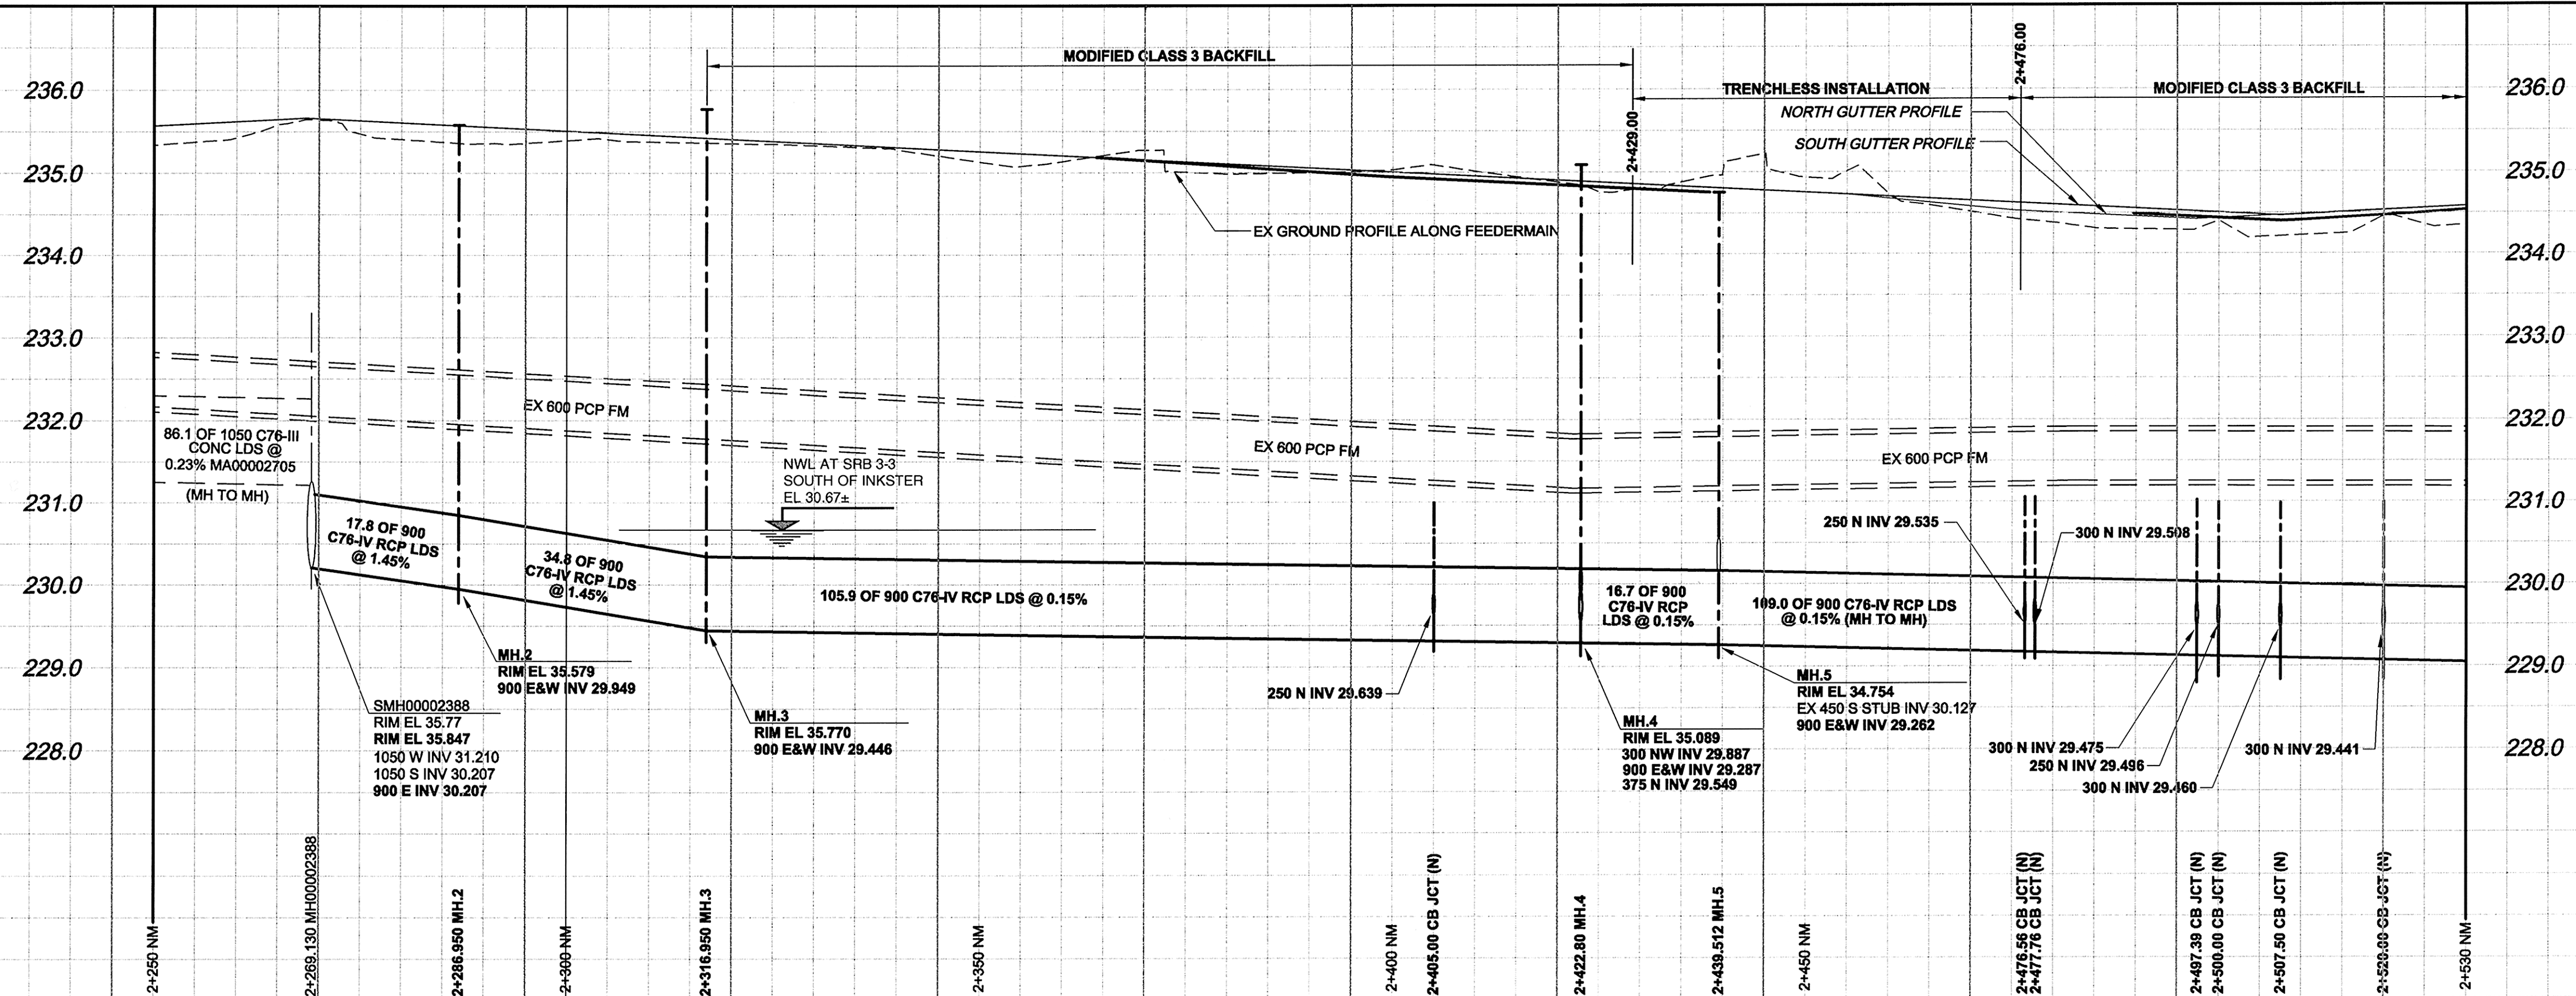 MODIFIED CLASS 3 BACKFILL
2+476.00
236.0
TRENCHLESS INSTALLATION
MODIFIED CLASS 3 BACKFILL
236.0
NORTH GUTTER PROFILE
2+429.00
SOUTH GUTTER PROFILE
235.0
235.0
EX GROUND PROFILE ALONG FEEDERMAIN
234.0
234.0
233.0
233.0
EX 600 PCP FM
232.0
232.0
86.1 OF 1050 C76-III
CONC LDS @
0.23% MA00002705
(MH TO MH)
EX 600 PCP FM
EX 600 PCP FM
NWL AT SRB 3-3
SOUTH OF INKSTER
EL 30.67±
231.0
231.0
17.8 OF 900
C76-IV RCP LDS
@ 1.45%
250 N INV 29.535
300 N INV 29.508
34.8 OF 900
C76-IV RCP LDS
@ 1.45%
230.0
230.0
105.9 OF 900 C76-IV RCP LDS @ 0.15%
16.7 OF 900
C76-IV RCP
LDS @ 0.15%
109.0 OF 900 C76-IV RCP LDS
@ 0.15% (MH TO MH)
229.0
229.0
MH.2
RIM EL 35.579
900 E&W INV 29.949
250 N INV 29.639
MH.5
RIM EL 34.754
EX 450 S STUB INV 30.127
900 E&W INV 29.262
SMH00002388
RIM EL 35.77
RIM EL 35.847
1050 W INV 31.210
1050 S INV 30.207
900 E INV 30.207
MH.3
RIM EL 35.770
900 E&W INV 29.446
MH.4
RIM EL 35.089
300 NW INV 29.887
900 E&W INV 29.287
375 N INV 29.549
228.0
228.0
300 N INV 29.475
250 N INV 29.496
300 N INV 29.460
300 N INV 29.441
2+250 NM
2+269.130 MH00002388
2+286.950 MH.2
2+300 NM
2+316.950 MH.3
2+350 NM
2+400 NM
2+405.00 CB JCT (N)
2+422.80 MH.4
2+439.512 MH.5
2+450 NM
2+476.56 CB JCT (N)
2+477.76 CB JCT (N)
2+497.39 CB JCT (N)
2+500.00 CB JCT (N)
2+507.50 CB JCT (N)
2+520.00 CB JCT (N)
2+530 NM